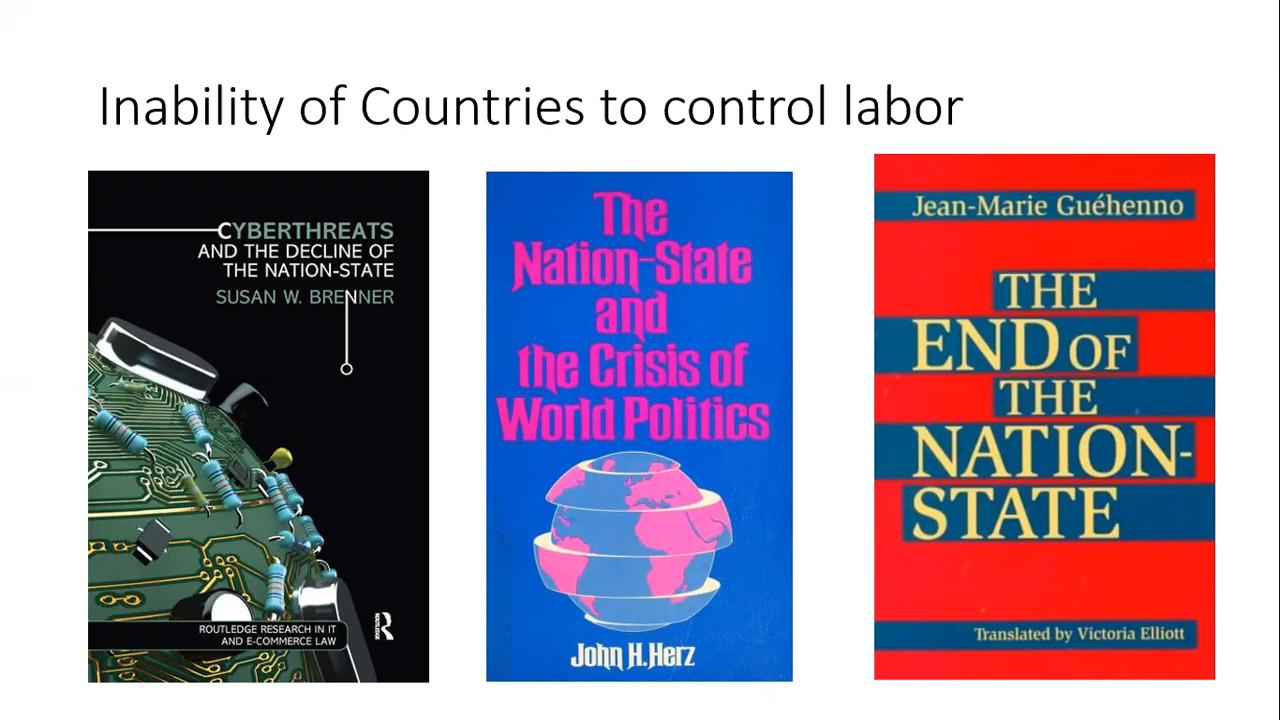 Inability of Countries to control labor
CYBERTHREATS
AND THE DECLINE OF
THE NATION-STATE
SUSAN W. BRENNER
ROUTLEDGE RESEARCH IN IT
AND E-COMMERCE LAW
ROUTLEDGE
The
Nation-State
and
the Crisis of
World Politics
John H. Herz
Jean-Marie Guéhenno
THE
END OF
THE
NATION-
STATE
Translated by Victoria Elliott